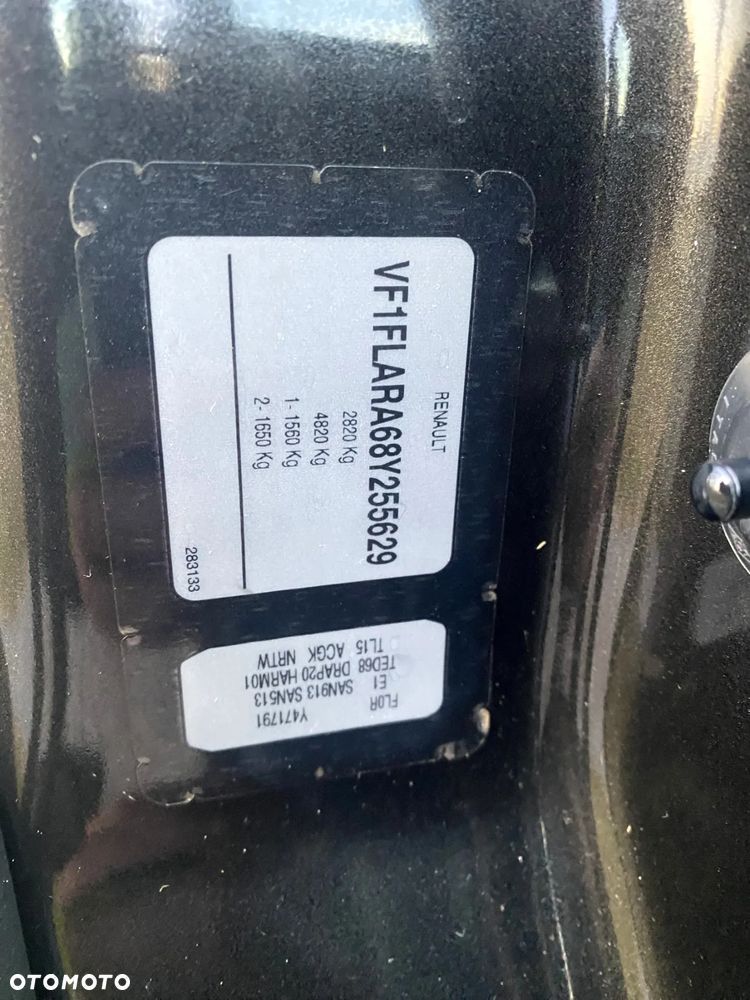 RENAULT
VF1FLARA68Y255629
2820 Kg
4820 Kg
1- 1560 Kg
2- 1650 Kg
283133
FL0R
E1 SAN913 SAN513
TED68 DRAP20 HARM01
TL15 ACGK NRTW
Y471791
OTOMOTO